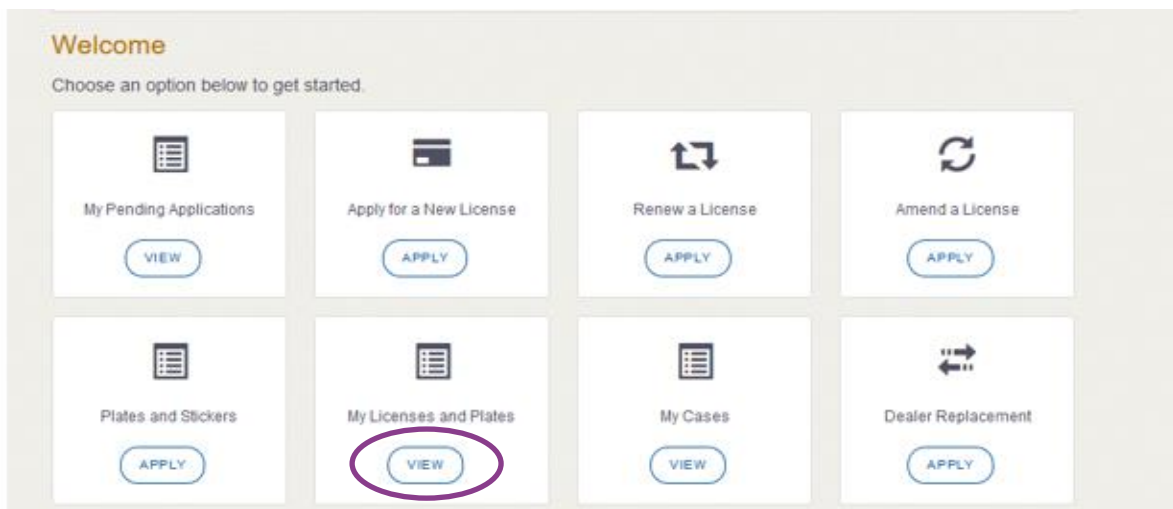 Welcome
Choose an option below to get started.
My Pending Applications
Apply for a New License
Renew a License
Amend a License
VIEW
APPLY
APPLY
APPLY
Plates and Stickers
My Licenses and Plates
My Cases
Dealer Replacement
APPLY
VIEW
VIEW
APPLY